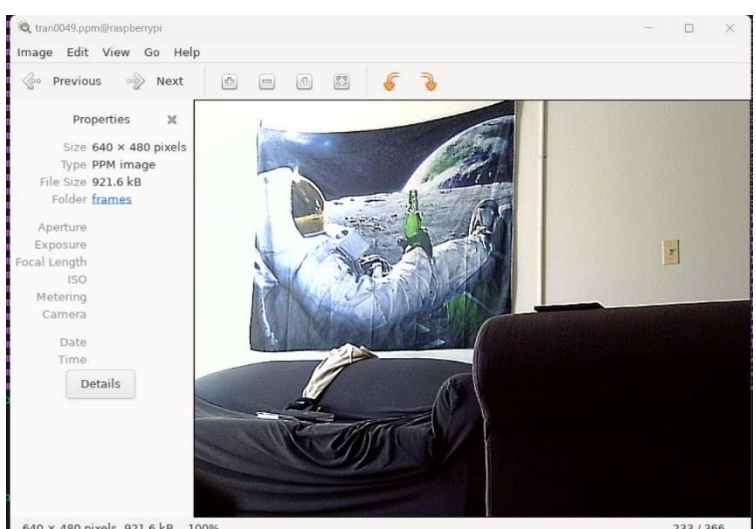 tran0049.ppm@raspberrypi
Image Edit View Go Help
Previous Next
Properties
Size 640 × 480 pixels
Type PPM image
File Size 921.6 kB
Folder frames
Aperture
Exposure
Focal Length
ISO
Metering
Camera
Date
Time
Details
640 × 480 pixels 921.6 kB 100% 233 / 366